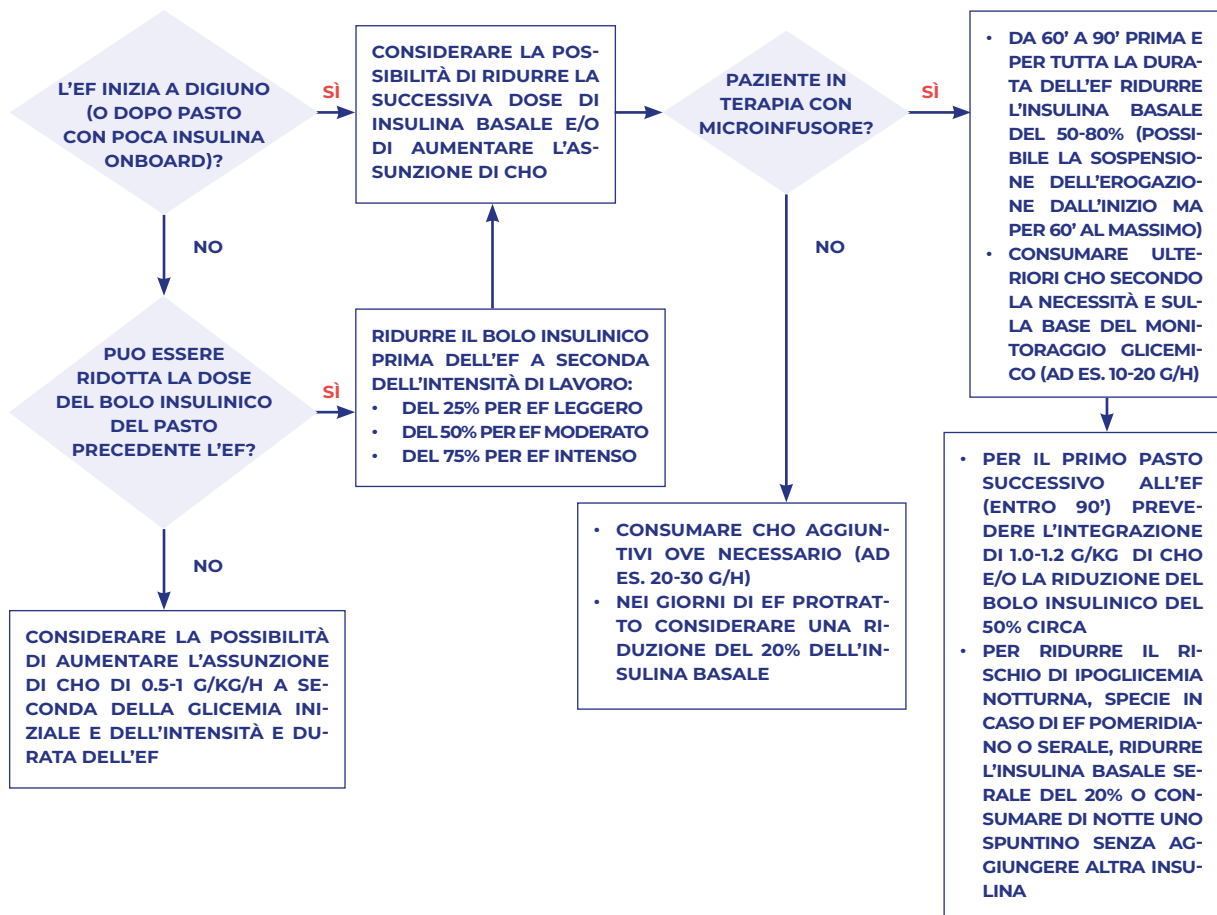 L'EF INIZIA A DIGIUNO
(O DOPO PASTO
CON POCA INSULINA
ONBOARD)?
SÌ
CONSIDERARE LA POS-
SIBILITÀ DI RIDURRE LA
SUCCESSIVA DOSE DI
INSULINA BASALE E/O
DI AUMENTARE L'AS-
SUNZIONE DI CHO
PAZIENTE IN
TERAPIA CON
MICROINFUSORE?
SÌ
• DA 60' A 90' PRIMA E
PER TUTTA LA DURA-
TA DELL'EF RIDURRE
L'INSULINA BASALE
DEL 50-80% (POSSI-
BILE LA SOSPENSIO-
NE DELL'EROGAZIO-
NE DALL'INIZIO MA
PER 60' AL MASSIMO)
• CONSUMARE ULTE-
RIORI CHO SECONDO
LA NECESSITÀ E SUL-
LA BASE DEL MONI-
TORAGGIO GLICEMI-
CO (AD ES. 10-20 G/H)
NO
NO
PUO ESSERE
RIDOTTA LA DOSE
DEL BOLO INSULINICO
DEL PASTO
PRECEDENTE L'EF?
SÌ
RIDURRE IL BOLO INSULINICO
PRIMA DELL'EF A SECONDA
DELL'INTENSITÀ DI LAVORO:
• DEL 25% PER EF LEGGERO
• DEL 50% PER EF MODERATO
• DEL 75% PER EF INTENSO
NO
CONSIDERARE LA POSSIBILITÀ
DI AUMENTARE L'ASSUNZIONE
DI CHO DI 0.5-1 G/KG/H A SE-
CONDA DELLA GLICEMIA INI-
ZIALE E DELL'INTENSITÀ E DU-
RATA DELL'EF
• CONSUMARE CHO AGGIUN-
TIVI OVE NECESSARIO (AD
ES. 20-30 G/H)
• NEI GIORNI DI EF PROTRAT-
TO CONSIDERARE UNA RI-
DUZIONE DEL 20% DELL'IN-
SULINA BASALE
• PER IL PRIMO PASTO
SUCCESSIVO ALL'EF
(ENTRO 90') PREVE-
DERE L'INTEGRAZIONE
DI 1.0-1.2 G/KG DI CHO
E/O LA RIDUZIONE DEL
BOLO INSULINICO DEL
50% CIRCA
• PER RIDURRE IL RI-
SCHIO DI IPOGLIICEMIA
NOTTURNA, SPECIE IN
CASO DI EF POMERIDIA-
NO O SERALE, RIDURRE
L'INSULINA BASALE SE-
RALE DEL 20% O CON-
SUMARE DI NOTTE UNO
SPUNTINO SENZA AG-
GIUNGERE ALTRA INSU-
LINA